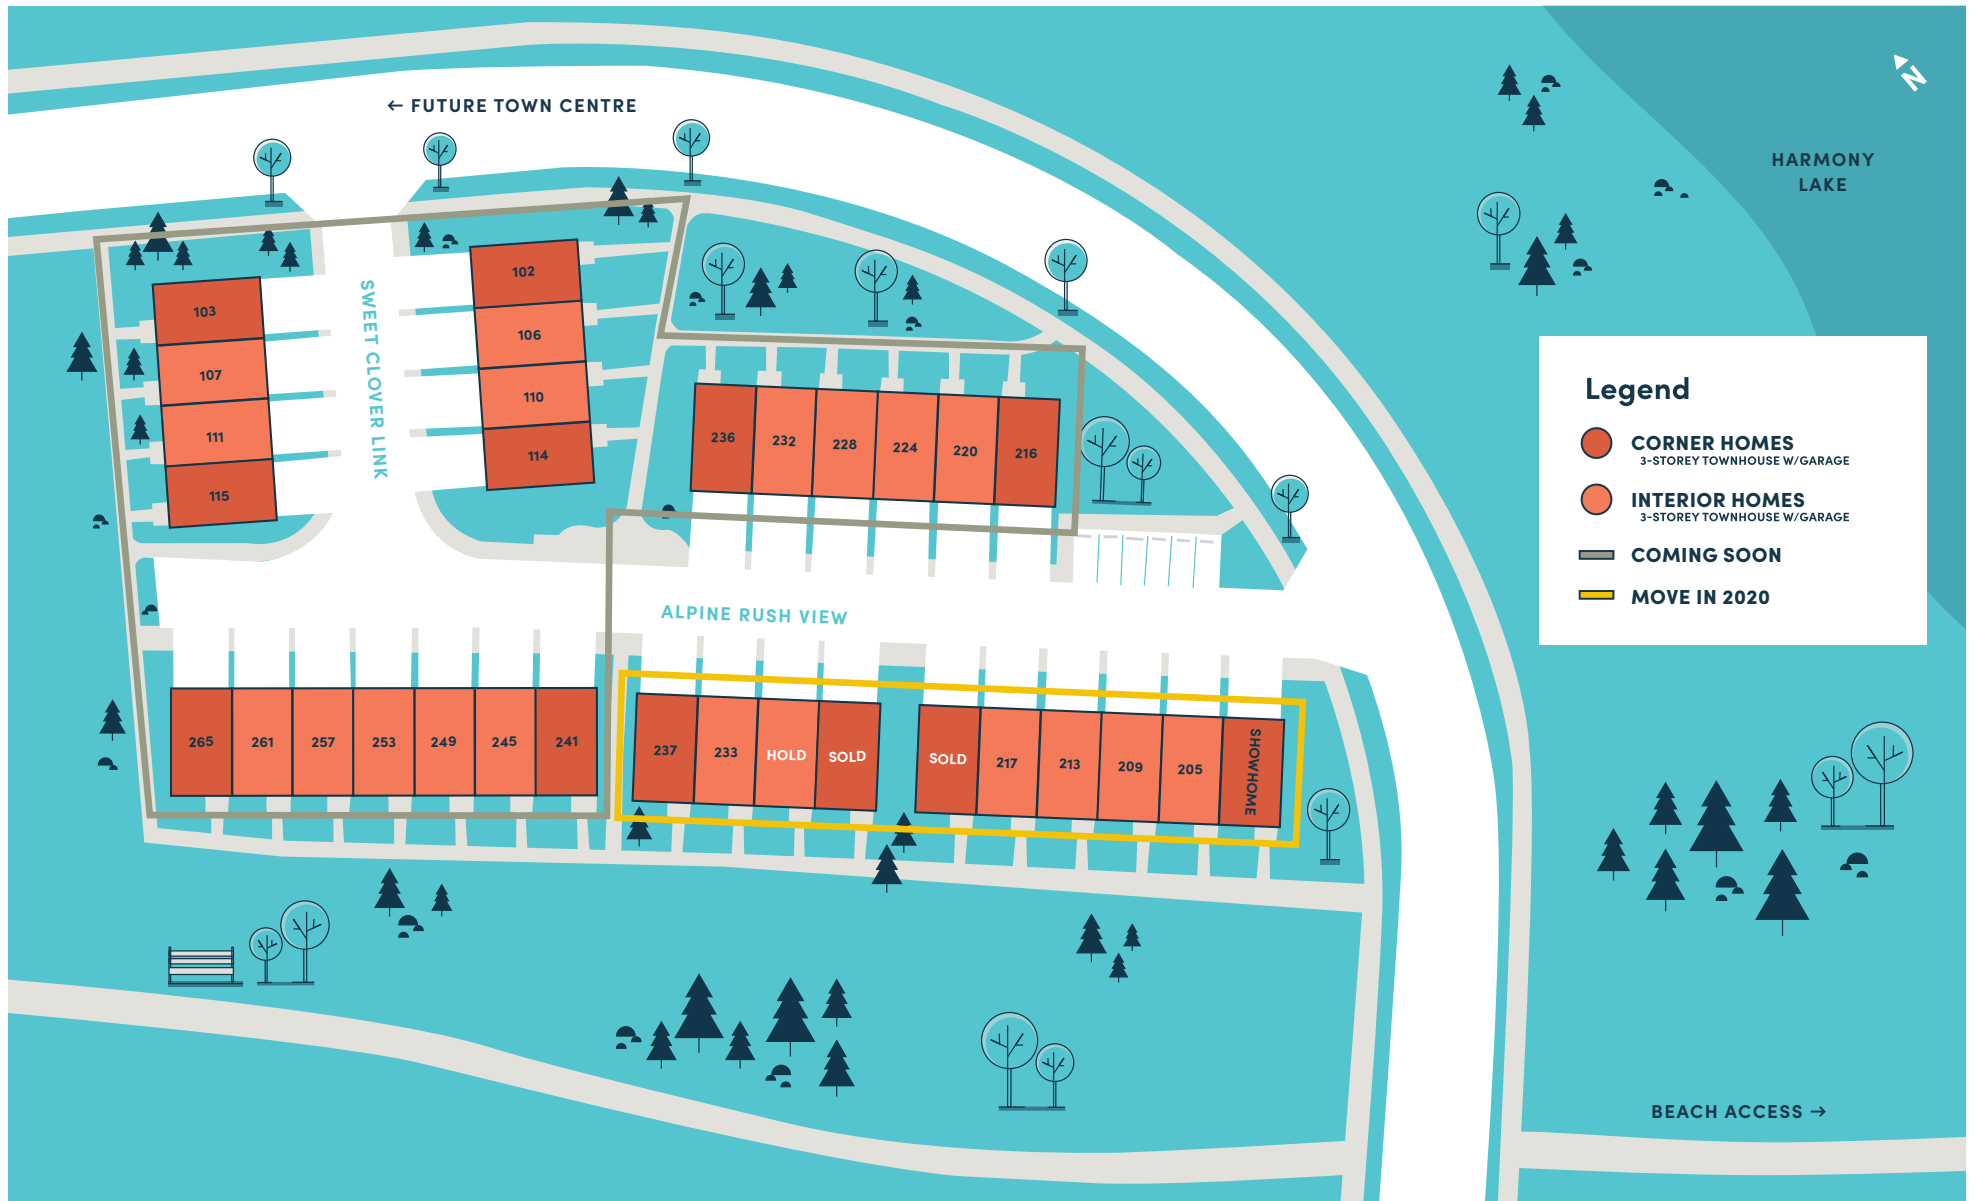 ← FUTURE TOWN CENTRE
N
HARMONY
LAKE
SWEET CLOVER LINK
103
107
111
115
102
106
110
114
236
232
228
224
220
216
Legend
CORNER HOMES
3-STOREY TOWNHOUSE W/GARAGE
INTERIOR HOMES
3-STOREY TOWNHOUSE W/GARAGE
COMING SOON
MOVE IN 2020
ALPINE RUSH VIEW
265
261
257
253
249
245
241
237
233
HOLD
SOLD
SOLD
217
213
209
205
SHOWHOME
BEACH ACCESS →